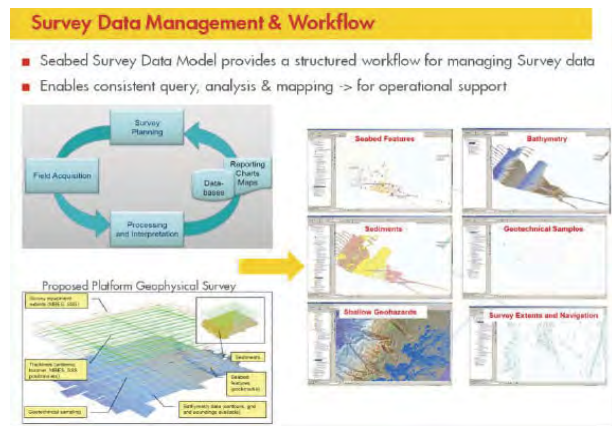 Survey Data Management & Workflow
Seabed Survey Data Model provides a structured workflow for managing Survey data
Enables consistent query, analysis & mapping -> for operational support
Survey
Planning
Field Acquisition
Reporting
Charts
Maps
Data-
bases
Processing
and Interpretation
Seabed Features
Bathymetry
Sediments
Geotechnical Samples
Shallow Geohazards
Survey Extents and Navigation
Proposed Platform Geophysical Survey
Sediments
Seabed
features
Geotechnical sampling